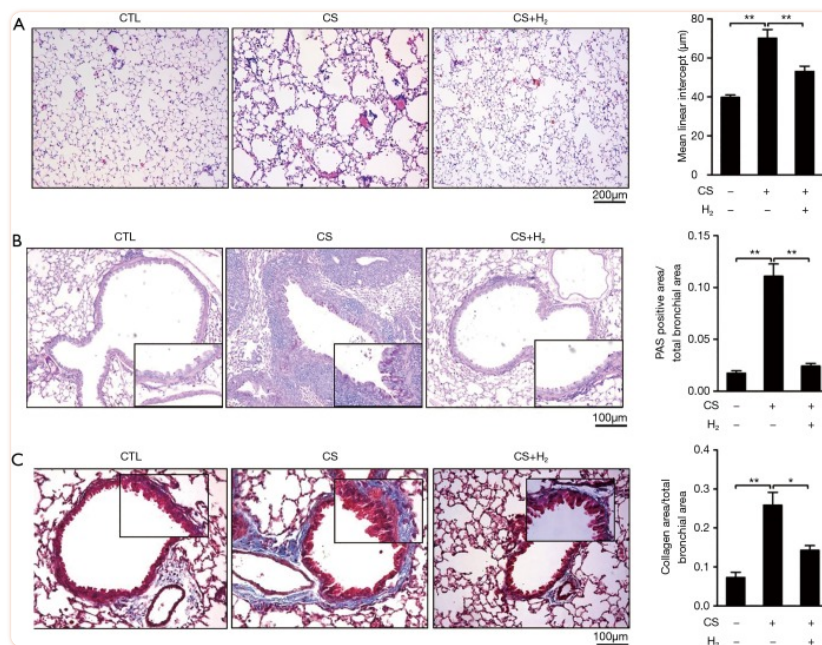 A
CTL CS CS+H₂
200µm
Mean linear intercept (µm)
80
60
40
20
0
** **
CS – + +
H₂ – – +
B
CTL CS CS+H₂
100µm
PAS positive area/
total bronchial area
0.15
0.10
0.05
0.00
** **
CS – + +
H₂ – – +
C
CTL CS CS+H₂
100µm
Collagen area/total
bronchial area
0.4
0.3
0.2
0.1
0.0
** *
CS – + +
H₂ – – +